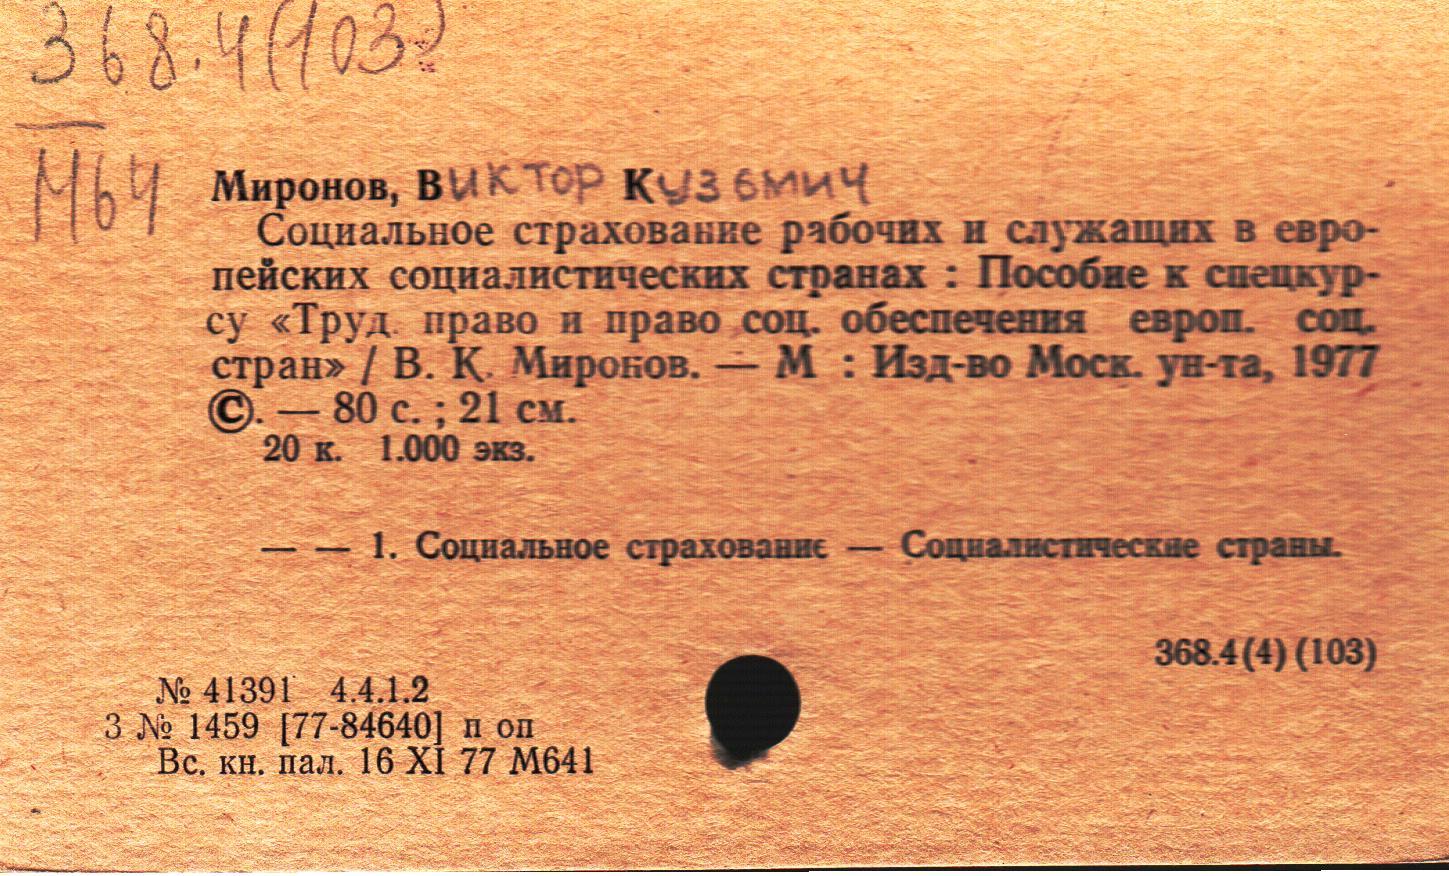 368.4(103)
М64
Миронов, Виктор Кузьмич
Социальное страхование рабочих и служащих в евро-
пейских социалистических странах : Пособие к спецкур-
су «Труд. право и право соц. обеспечения европ. соц.
стран» / В. К. Миронов. — М : Изд-во Моск. ун-та, 1977
©. — 80 с. ; 21 см.
20 к. 1.000 экз.
— — 1. Социальное страхование — Социалистические страны.
368.4(4) (103)
№ 41391 4.4.1.2
З № 1459 [77-84640] п оп
Вс. кн. пал. 16 XI 77 М641